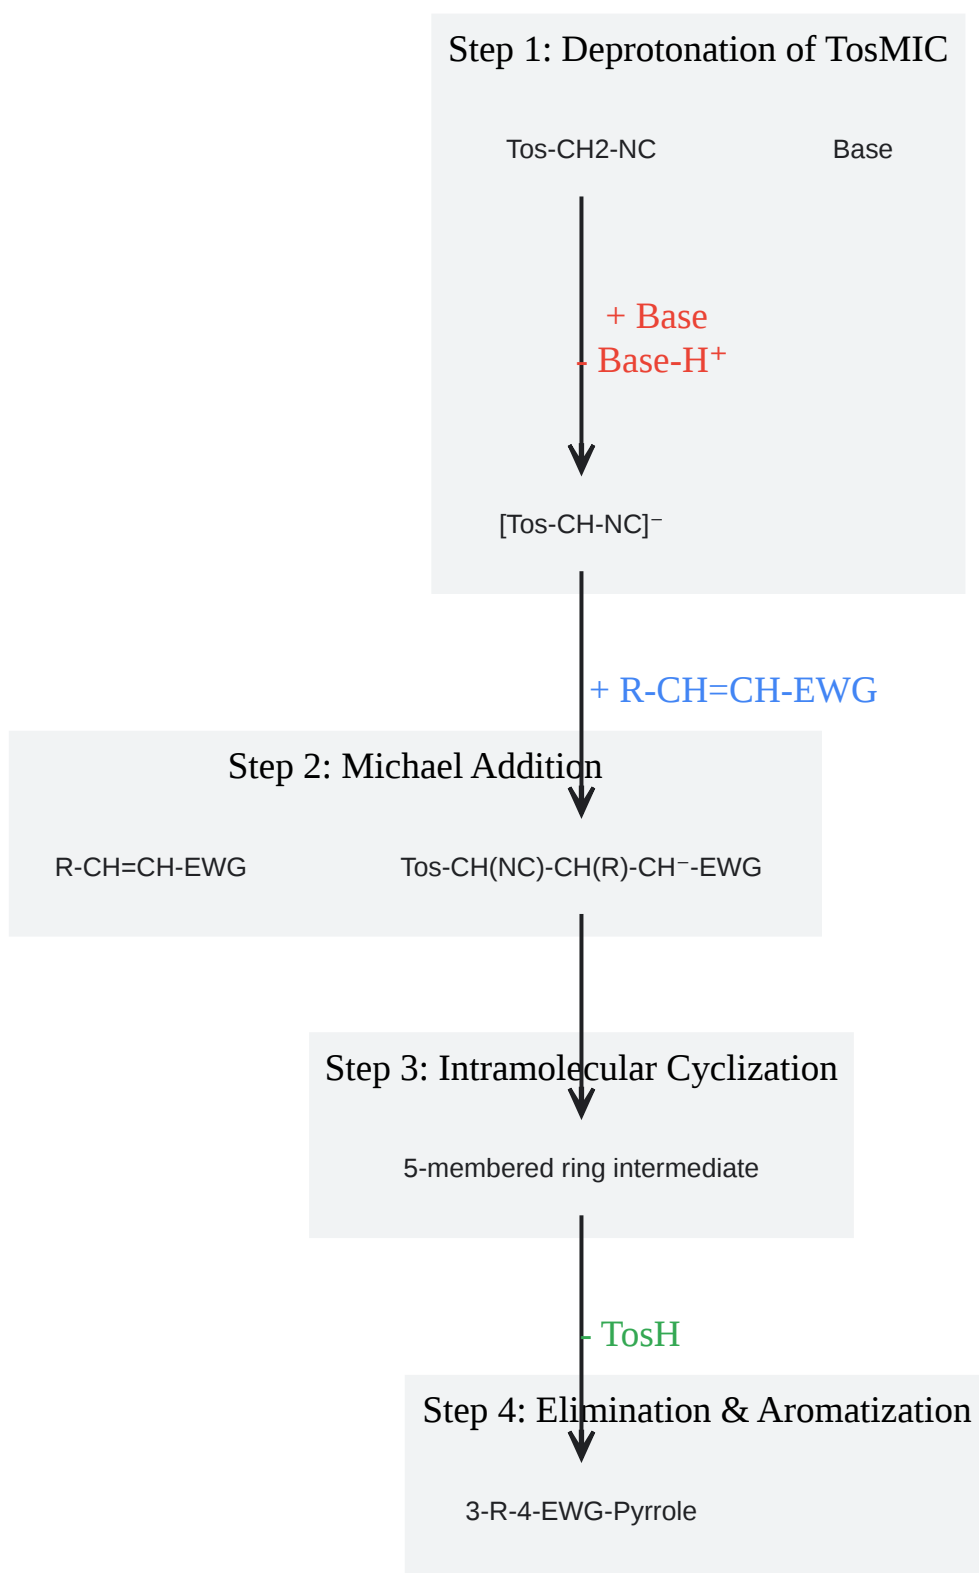 Step 1: Deprotonation of TosMIC
Tos-CH2-NC
Base
+ Base
- Base-H⁺
[Tos-CH-NC]⁻
+ R-CH=CH-EWG
Step 2: Michael Addition
R-CH=CH-EWG
Tos-CH(NC)-CH(R)-CH⁻-EWG
Step 3: Intramolecular Cyclization
5-membered ring intermediate
- TosH
Step 4: Elimination & Aromatization
3-R-4-EWG-Pyrrole